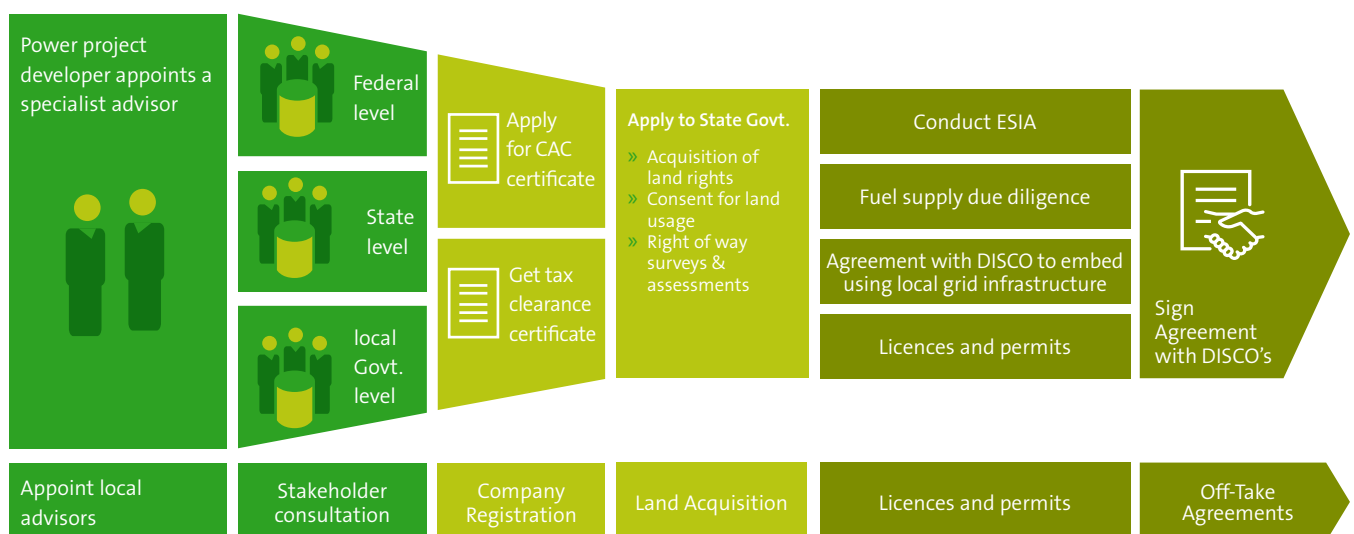 Power project
developer appoints a
specialist advisor
Federal
level
State
level
local
Govt.
level
Apply
for CAC
certificate
Get tax
clearance
certificate
Apply to State Govt.
» Acquisition of
land rights
» Consent for land
usage
» Right of way
surveys &
assessments
Conduct ESIA
Fuel supply due diligence
Agreement with DISCO to embed
using local grid infrastructure
Licences and permits
Sign
Agreement
with DISCO’s
Appoint local
advisors
Stakeholder
consultation
Company
Registration
Land Acquisition
Licences and permits
Off-Take
Agreements